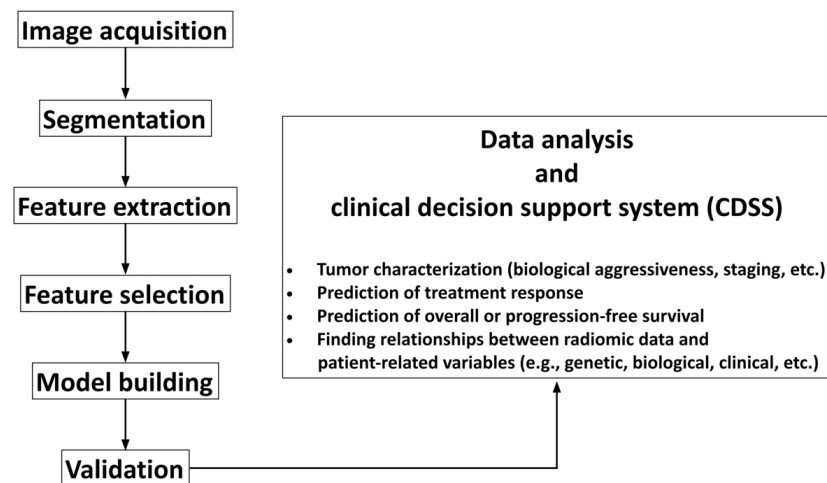 Image acquisition
Segmentation
Feature extraction
Feature selection
Model building
Validation
Data analysis
and
clinical decision support system (CDSS)
• Tumor characterization (biological aggressiveness, staging, etc.)
• Prediction of treatment response
• Prediction of overall or progression-free survival
• Finding relationships between radiomic data and
patient-related variables (e.g., genetic, biological, clinical, etc.)